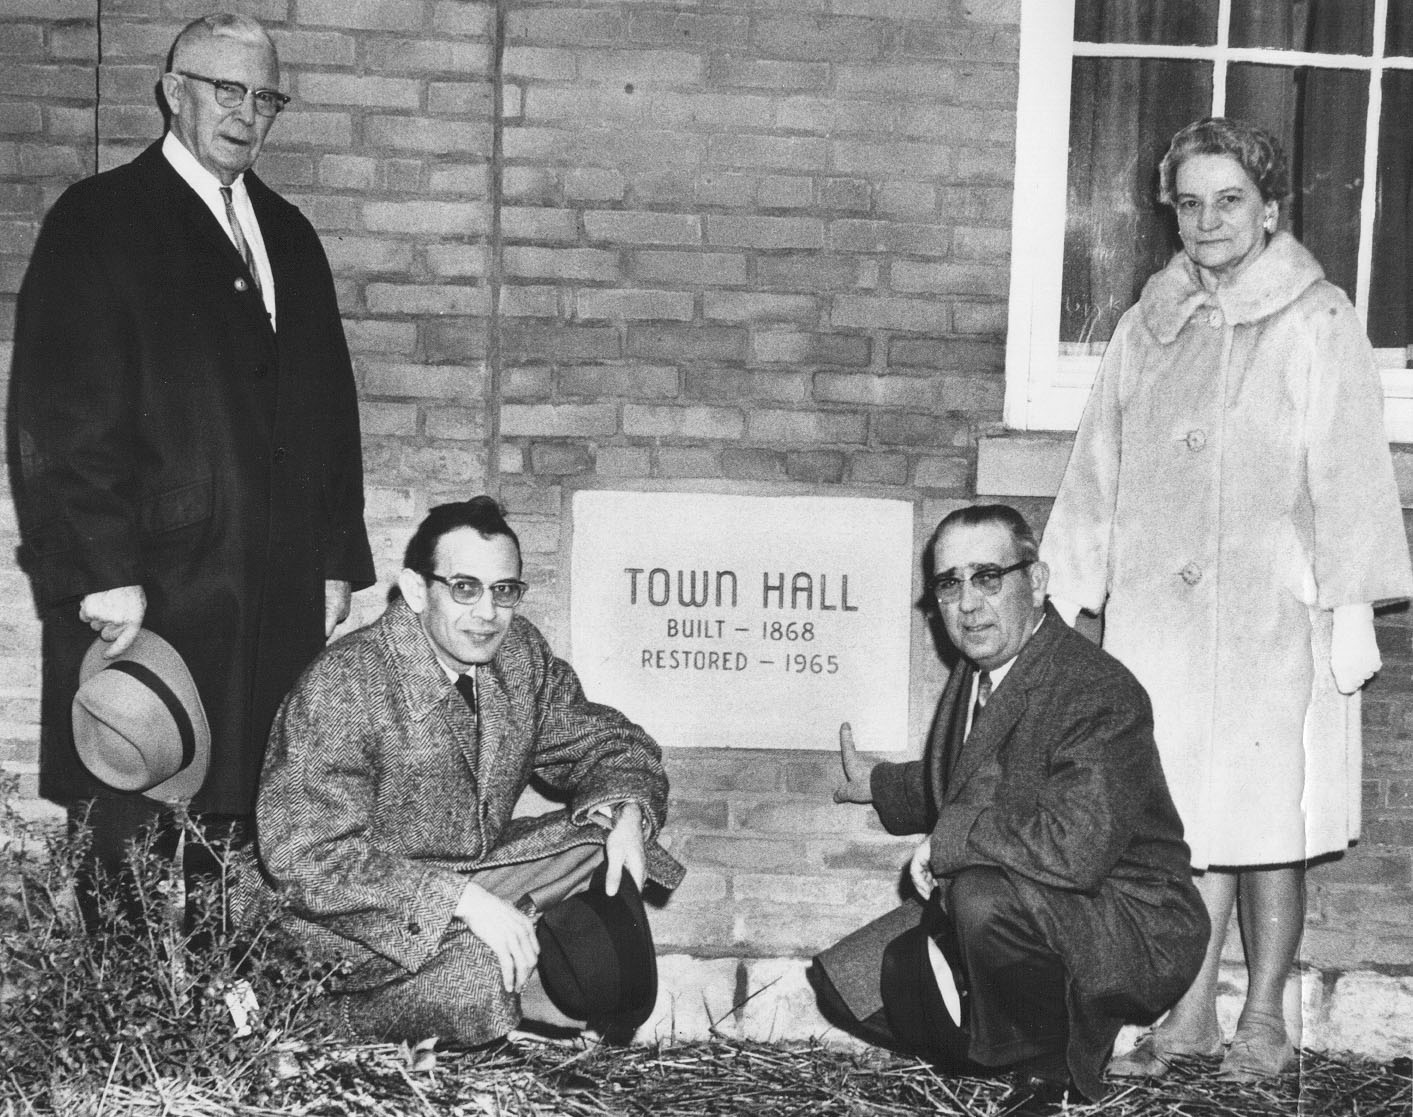 TOWN HALL
BUILT – 1868
RESTORED – 1965